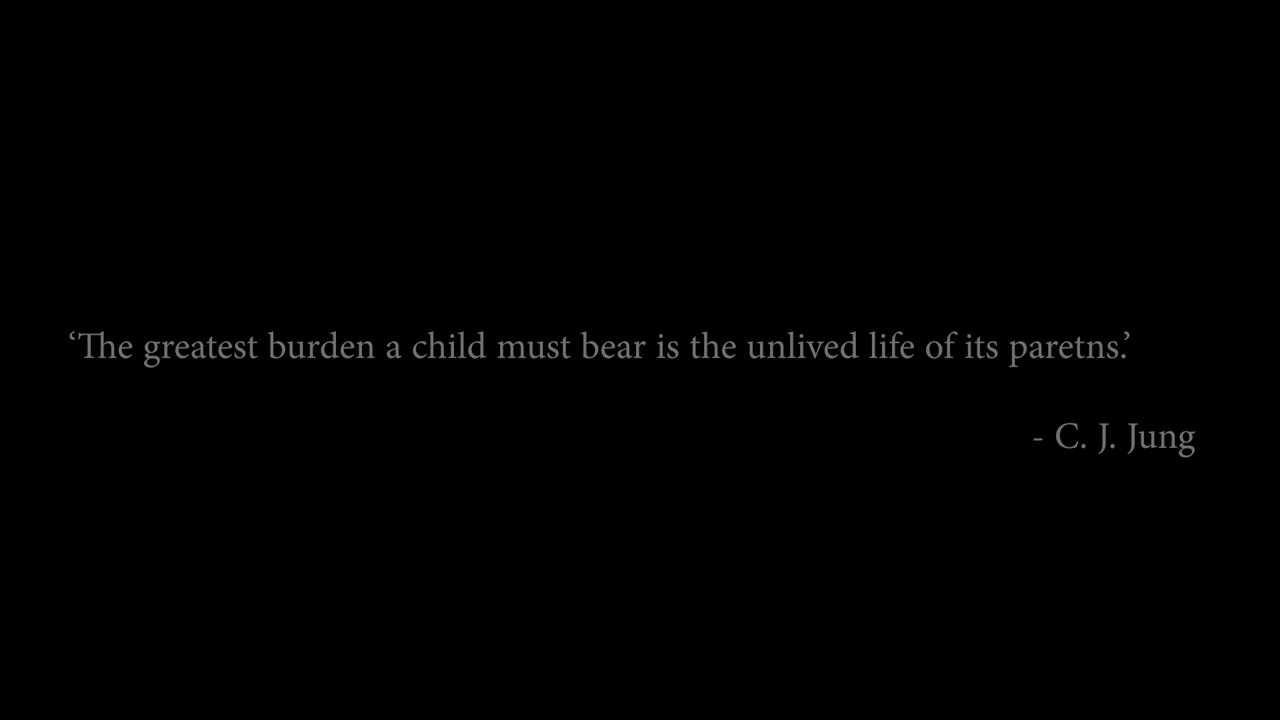 ‘The greatest burden a child must bear is the unlived life of its paretns.’
- C. J. Jung